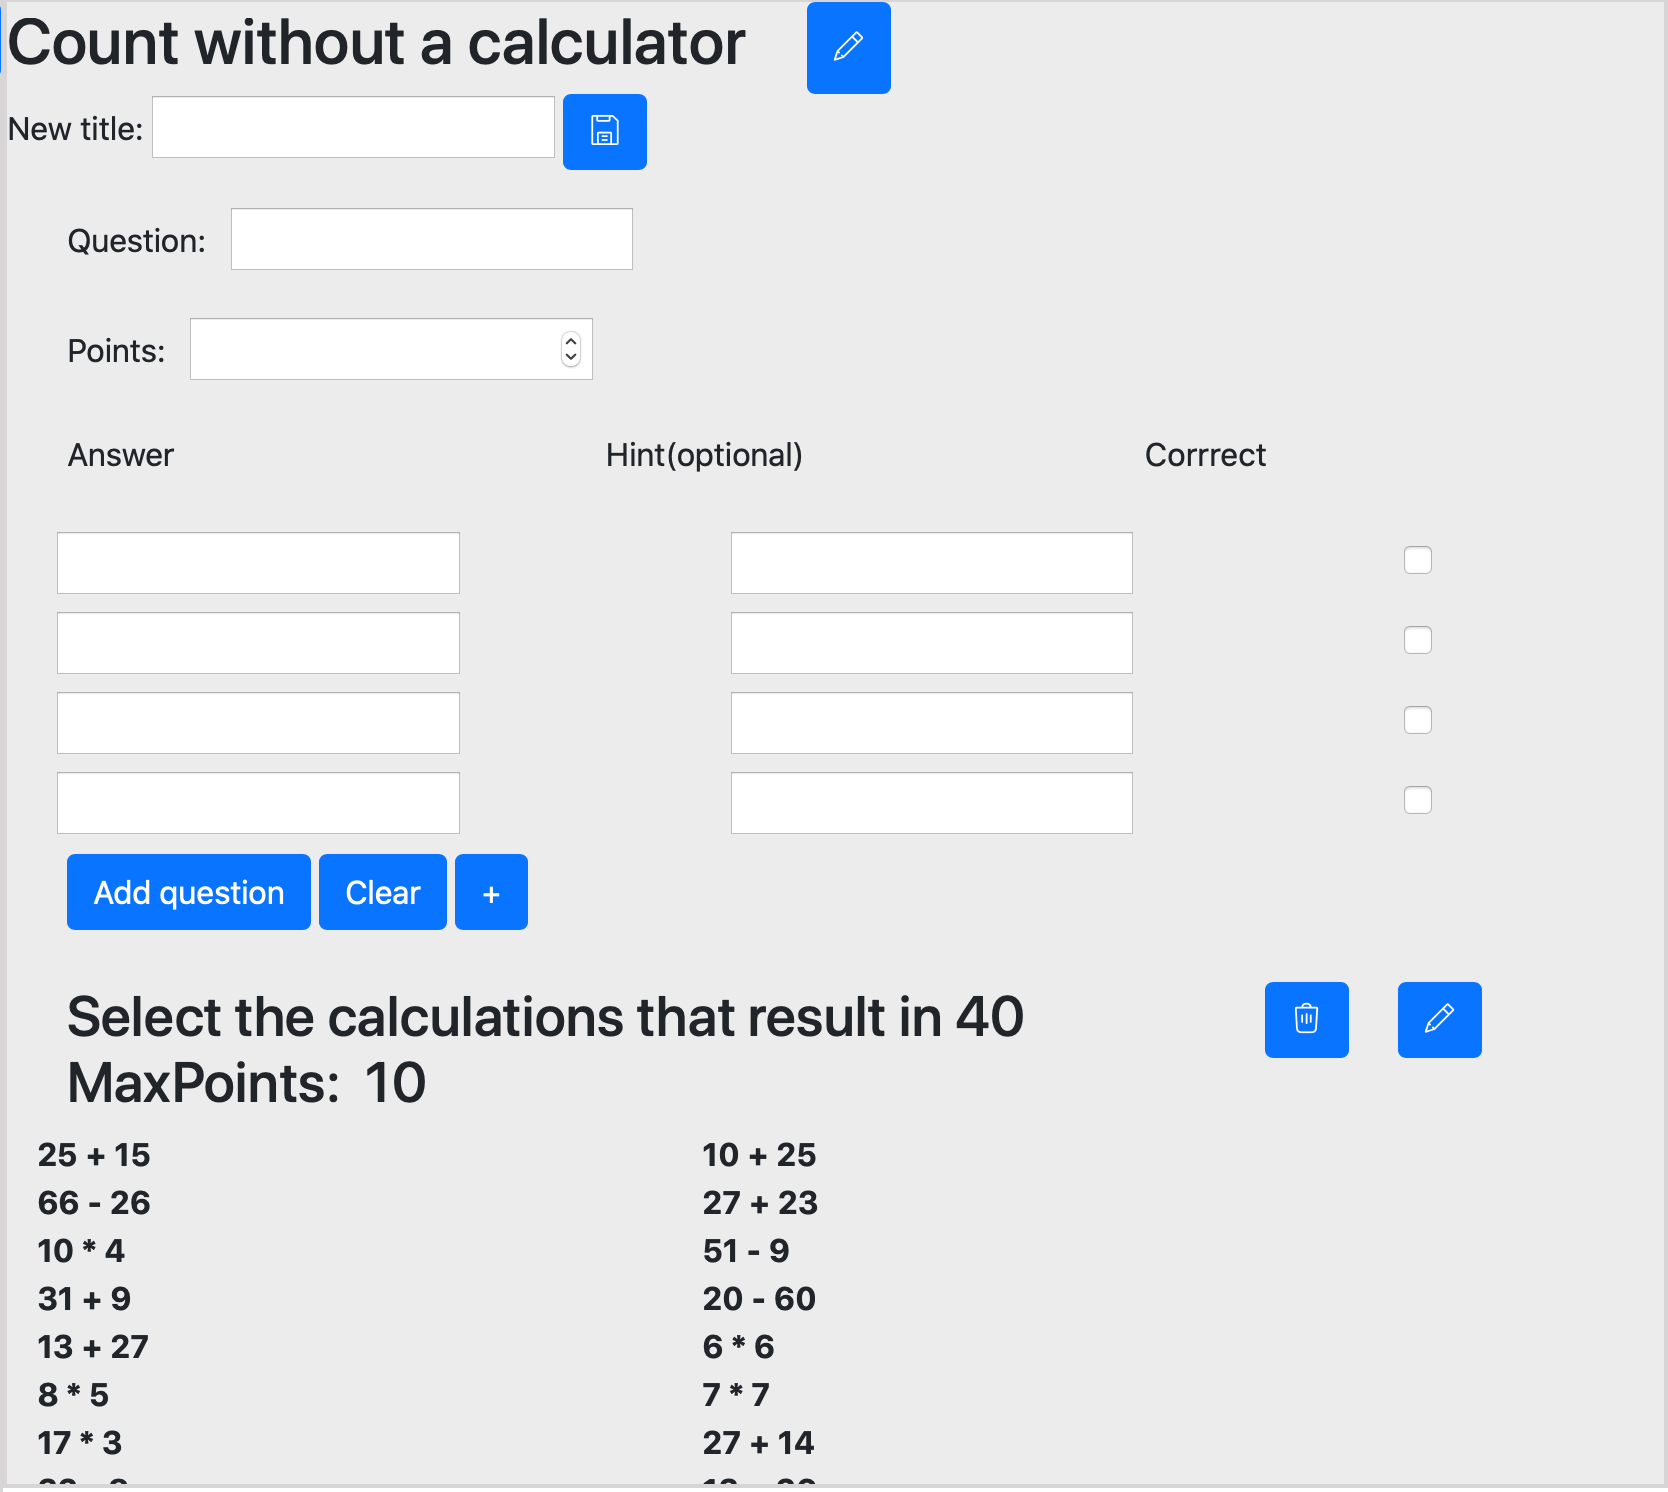 Count without a calculator
New title:
Question:
Points:
Answer Hint(optional) Corrrect
Add question Clear +
Select the calculations that result in 40
MaxPoints: 10
25 + 15 10 + 25
66 - 26 27 + 23
10 * 4 51 - 9
31 + 9 20 - 60
13 + 27 6 * 6
8 * 5 7 * 7
17 * 3 27 + 14